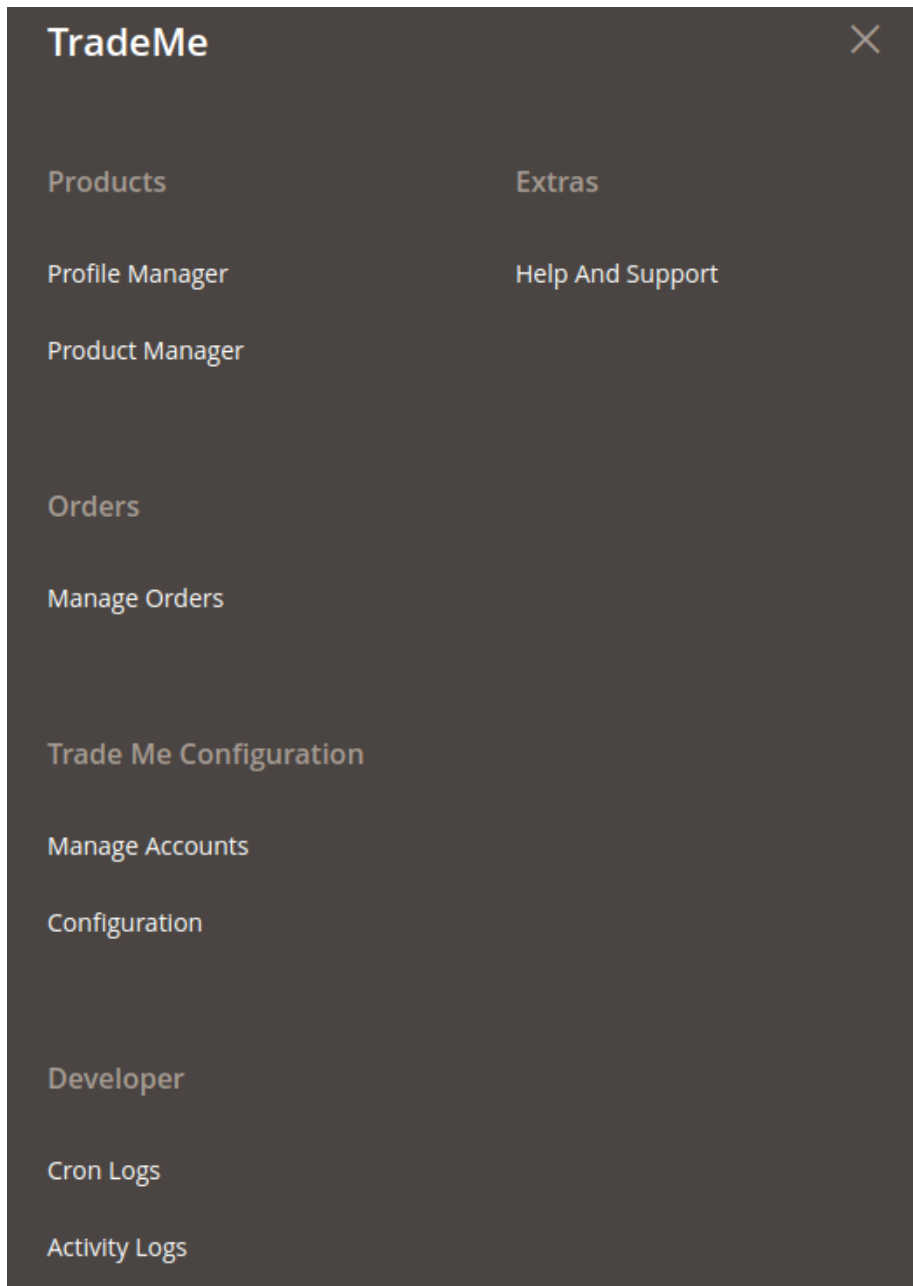 TradeMe
Products
Profile Manager
Product Manager
Orders
Manage Orders
Trade Me Configuration
Manage Accounts
Configuration
Developer
Cron Logs
Activity Logs
Extras
Help And Support